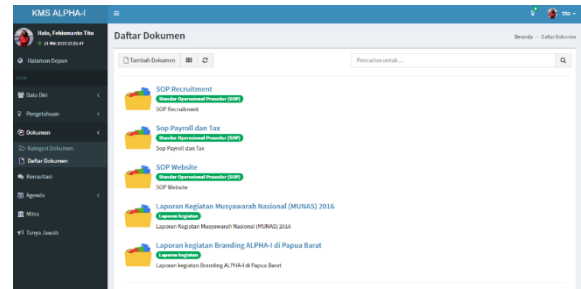 KMS ALPHA-I
tito
Halo, Febismanto Tito
Halaman Depan
Data Diri
Pengetahuan
Dokumen
Kategori Dokumen
Daftar Dokumen
Konsultasi
Agenda
Mitra
Tanya Jawab
Daftar Dokumen
Beranda
Daftar Dokumen
Tambah Dokumen
Pencarian untuk ...
SOP Recruitment
Standar Operasional Prosedur (SOP)
SOP Recruitment
Sop Payroll dan Tax
Standar Operasional Prosedur (SOP)
Sop Payroll dan Tax
SOP Website
Standar Operasional Prosedur (SOP)
SOP Website
Laporan Kegiatan Musyawarah Nasional (MUNAS) 2016
Laporan kegiatan
Laporan Kegiatan Musyawarah Nasional (MUNAS) 2016
Laporan kegiatan Branding ALPHA-I di Papua Barat
Laporan kegiatan
Laporan kegiatan Branding ALPHA-I di Papua Barat